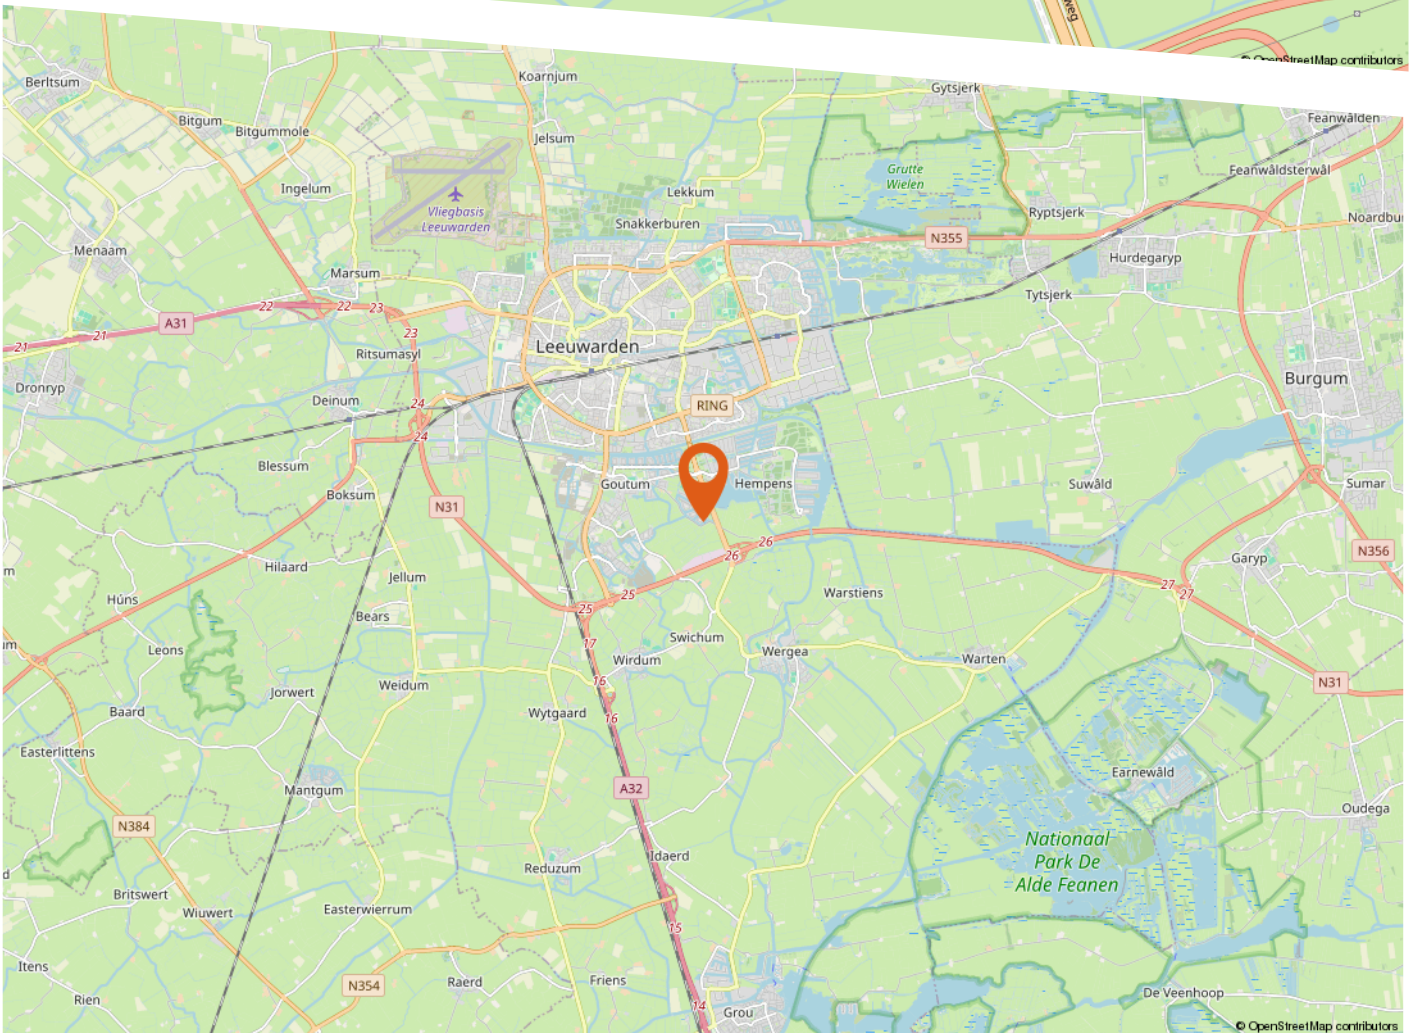 weg
© OpenStreetMap contributors
Koarnjum
Berltsum
Gytsjerk
Bitgum
Bitgummole
Feanwâlden
Jelsum
Grutte
Wielen
Feanwâldsterwâl
Ingelum
Lekkum
Vliegbasis
Leeuwarden
Snakkerburen
Ryptsjerk
Noardbu
N355
Menaam
Hurdegaryp
Marsum
22
22
23
Tytsjerk
A31
23
21
21
Leeuwarden
Ritsumasyl
Dronryp
Burgum
Deinum
24
RING
24
Blessum
Goutum
Hempens
Suwâld
Sumar
Boksum
N31
26
26
N356
m
Hilaard
Garyp
Jellum
27
27
Húns
Warstiens
25
25
Bears
um
Leons
17
Swichum
Wergea
Wirdum
Warten
16
N31
Weidum
Jorwert
Baard
Wytgaard
16
Easterlittens
Earnewâld
Mantgum
A32
Oudega
N384
Nationaal
Park De
Alde Feanen
Idaerd
Reduzum
d
Britswert
Easterwierrum
Wiuwert
15
Itens
Raerd
Friens
N354
De Veenhoop
Rien
14
Grou
© OpenStreetMap contributors